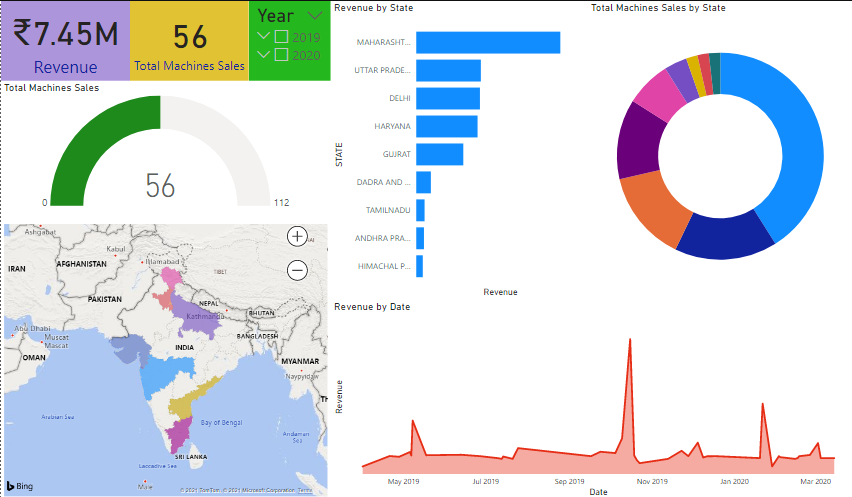 ₹7.45M
Revenue
56
Total Machines Sales
Year
2019
2020
Total Machines Sales
56
0
112
Ashgabat
Kabul
Islamabad
IRAN
AFGHANISTAN
TIBET
PAKISTAN
NEPAL
Kathmandu
BHUTAN
Abu Dhabi
Muscat
Mascat
BANGLADESH
INDIA
OMAN
MYANMAR
Naypyidaw
Arabian Sea
Bay of Bengal
Andaman
Sea
SRI LANKA
Laccadive Sea
Male
Bing
© 2021 TomTom, © 2021 Microsoft Corporation Terms
Revenue by State
STATE
MAHARASHT...
UTTAR PRADE...
DELHI
HARYANA
GUJRAT
DADRA AND ...
TAMILNADU
ANDHRA PRA...
HIMACHAL P...
Revenue
Total Machines Sales by State
Revenue by Date
Revenue
May 2019
Jul 2019
Sep 2019
Nov 2019
Jan 2020
Mar 2020
Date